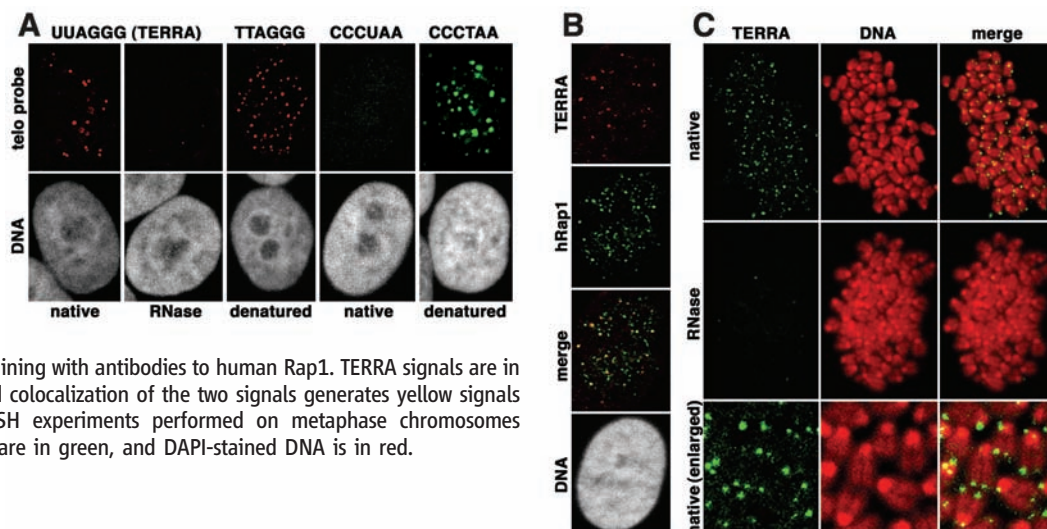 A
UUAGGG (TERRA) TTAGGG CCCUAA CCCTAA
telo probe
DNA
native RNase denatured native denatured
ining with antibodies to human Rap1. TERRA signals are in
l colocalization of the two signals generates yellow signals
SH experiments performed on metaphase chromosomes
are in green, and DAPI-stained DNA is in red.
B
TERRA
hRap1
merge
DNA
C
TERRA DNA merge
native
RNase
native (enlarged)